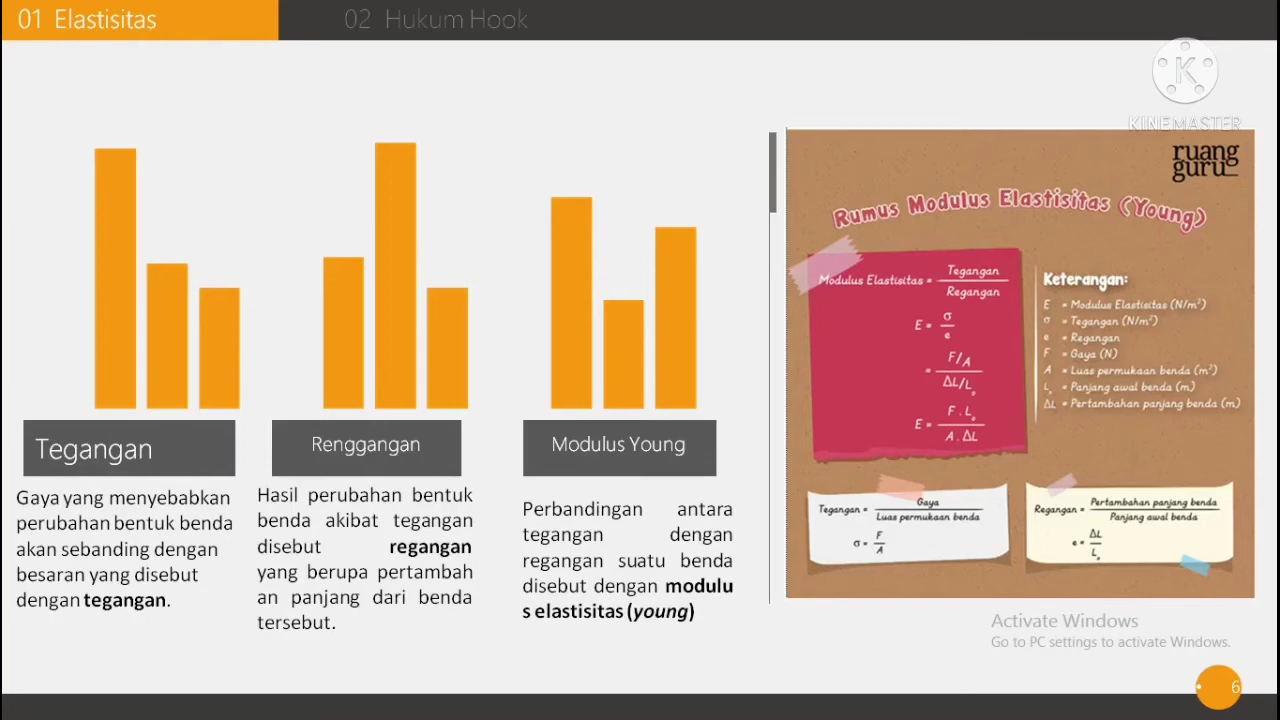 01 Elastisitas
02 Hukum Hook
KINEMASTER
Tegangan
Gaya yang menyebabkan
perubahan bentuk benda
akan sebanding dengan
besaran yang disebut
dengan tegangan.
Renggangan
Hasil perubahan bentuk
benda akibat tegangan
disebut regangan
yang berupa pertambah
an panjang dari benda
tersebut.
Modulus Young
Perbandingan antara
tegangan dengan
regangan suatu benda
disebut dengan modulu
s elastisitas (young)
ruang
guru
Rumus Modulus Elastisitas (Young)
Modulus Elastisitas = Tegangan
Regangan
E = σ
e
= F/A
ΔL/L₀
E = F . L₀
A . ΔL
Keterangan:
E = Modulus Elastisitas (N/m²)
σ = Tegangan (N/m²)
e = Regangan
F = Gaya (N)
A = Luas permukaan benda (m²)
L₀ = Panjang awal benda (m)
ΔL = Pertambahan panjang benda (m)
Tegangan = Gaya
Luas permukaan benda
σ = F
A
Regangan = Pertambahan panjang benda
Panjang awal benda
e = ΔL
L₀
Activate Windows
Go to PC settings to activate Windows.
6